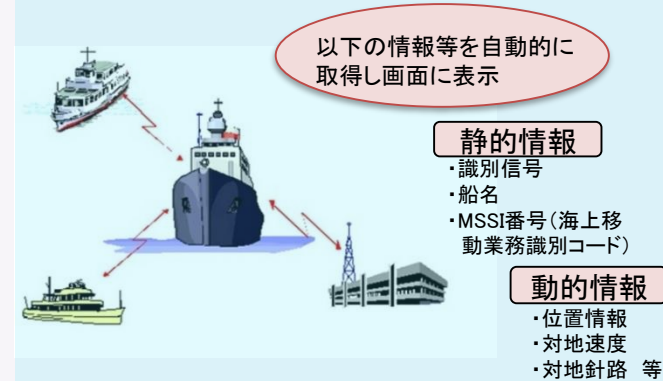 以下の情報等を自動的に
取得し画面に表示
静的情報
・識別信号
・船名
・MSSI番号(海上移
動業務識別コード)
動的情報
・位置情報
・対地速度
・対地針路 等